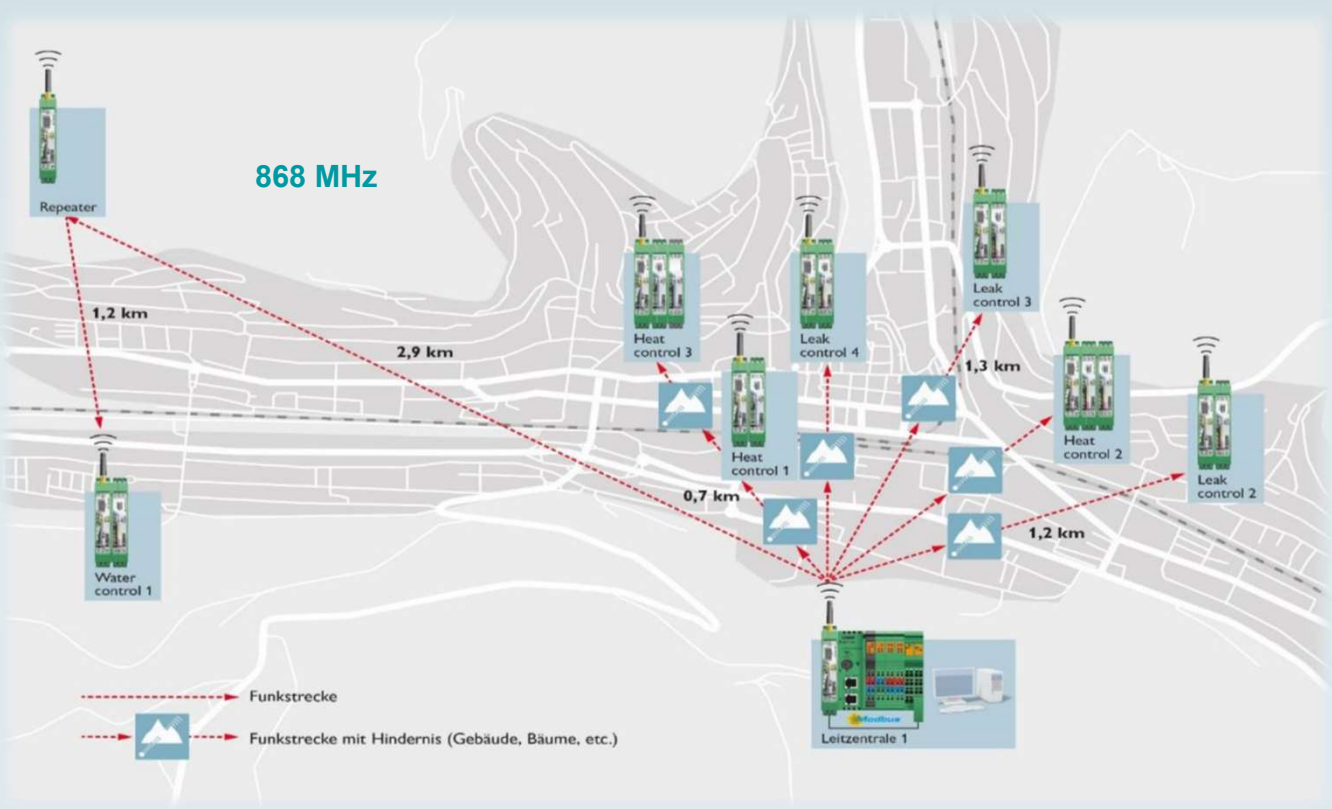 868 MHz
Repeater
1,2 km
2,9 km
Heat
control 3
Leak
control 4
Leak
control 3
1,3 km
Heat
control 1
Heat
control 2
Leak
control 2
0,7 km
1,2 km
Water
control 1
Modbus
Leitzentrale 1
Funkstrecke
Funkstrecke mit Hindernis (Gebäude, Bäume, etc.)